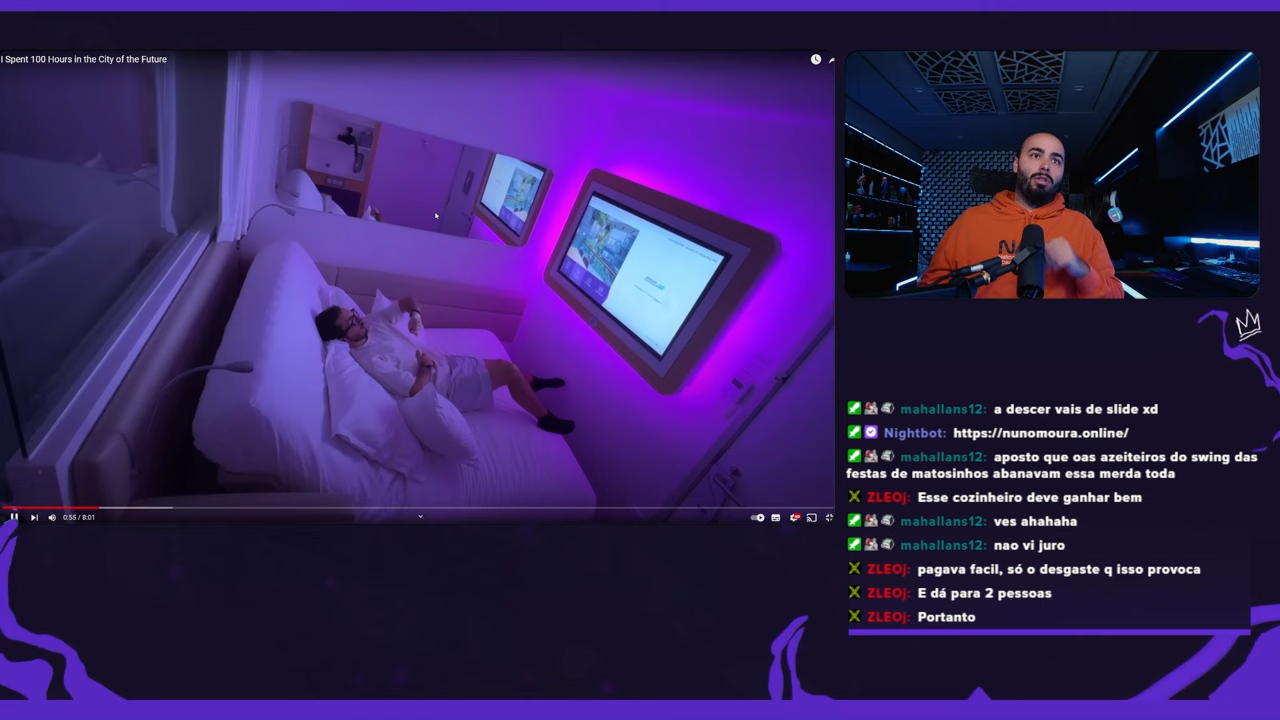 I Spent 100 Hours in the City of the Future
0:55 / 8:01
mahallans12: a descer vais de slide xd
Nightbot: https://nunomoura.online/
mahallans12: aposto que oas azeiteiros do swing das
festas de matosinhos abanavam essa merda toda
ZLEOj: Esse cozinheiro deve ganhar bem
mahallans12: ves ahahaha
mahallans12: nao vi juro
ZLEOj: pagava facil, só o desgaste q isso provoca
ZLEOj: E dá para 2 pessoas
ZLEOj: Portanto